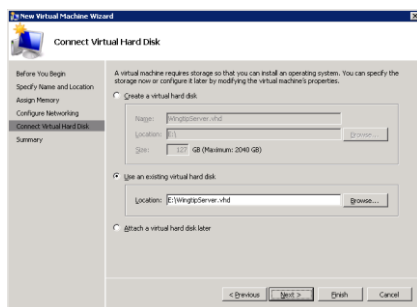 New Virtual Machine Wizard
Connect Virtual Hard Disk
Before You Begin
Specify Name and Location
Assign Memory
Configure Networking
Connect Virtual Hard Disk
Summary
A virtual machine requires storage so that you can install an operating system. You can specify the
storage now or configure it later by modifying the virtual machine's properties.
Create a virtual hard disk
Name: WingtipServer.vhd
Location: E:\ Browse...
Size: 127 GB (Maximum: 2040 GB)
Use an existing virtual hard disk
Location: E:\WingtipServer.vhd Browse...
Attach a virtual hard disk later
< Previous Next > Finish Cancel